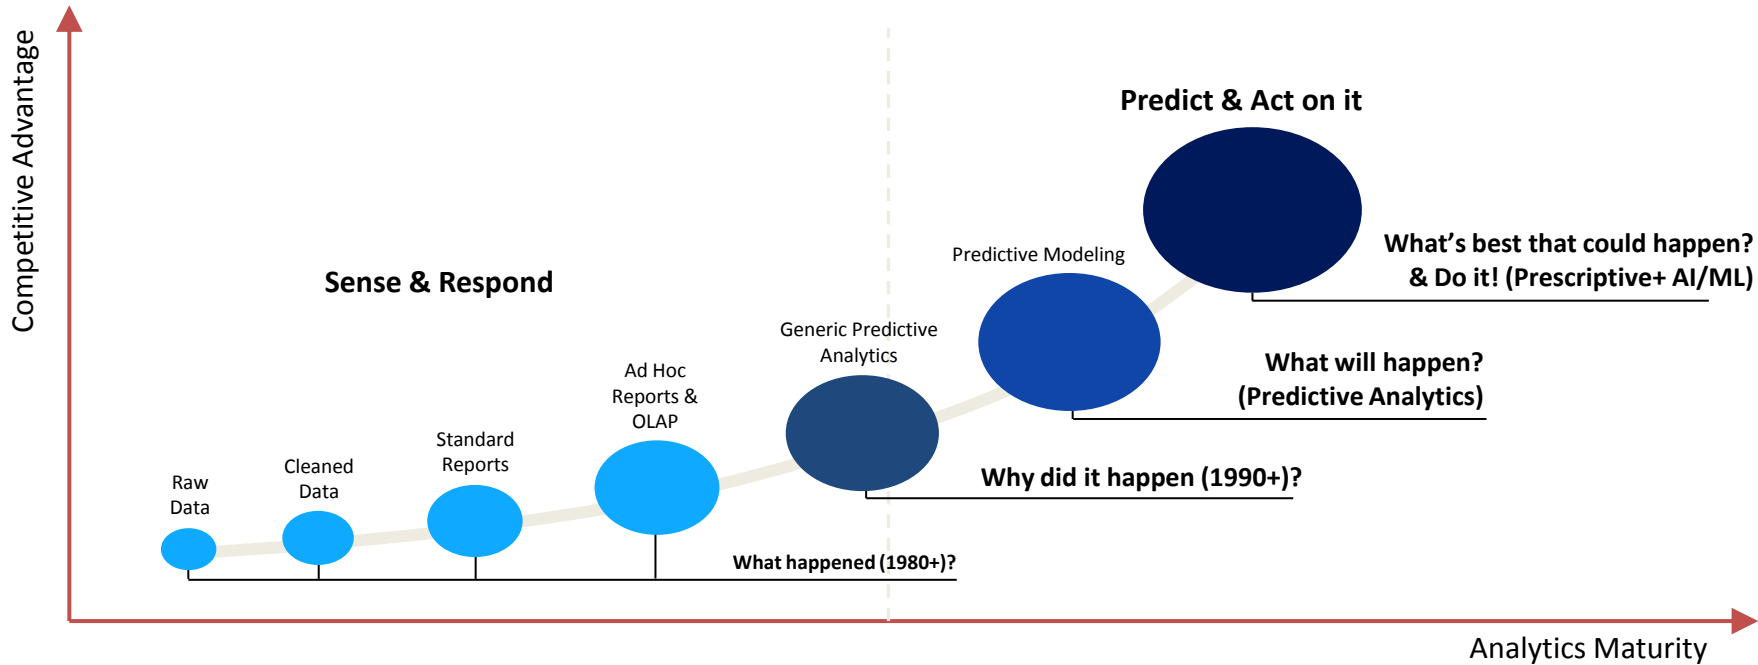 Competitive Advantage
Predict & Act on it
Sense & Respond
What's best that could happen?
& Do it! (Prescriptive+ AI/ML)
Predictive Modeling
What will happen?
(Predictive Analytics)
Generic Predictive
Analytics
Why did it happen (1990+)?
Ad Hoc
Reports &
OLAP
Standard
Reports
Cleaned
Data
Raw
Data
What happened (1980+)?
Analytics Maturity